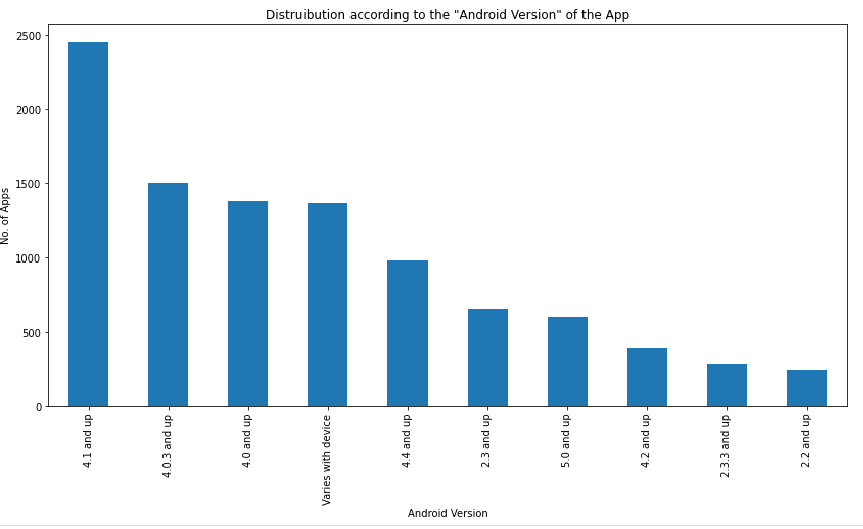 Distruibution according to the "Android Version" of the App
No. of Apps
2500
2000
1500
1000
500
0
4.1 and up
4.0.3 and up
4.0 and up
Varies with device
4.4 and up
2.3 and up
5.0 and up
4.2 and up
2.3.3 and up
2.2 and up
Android Version